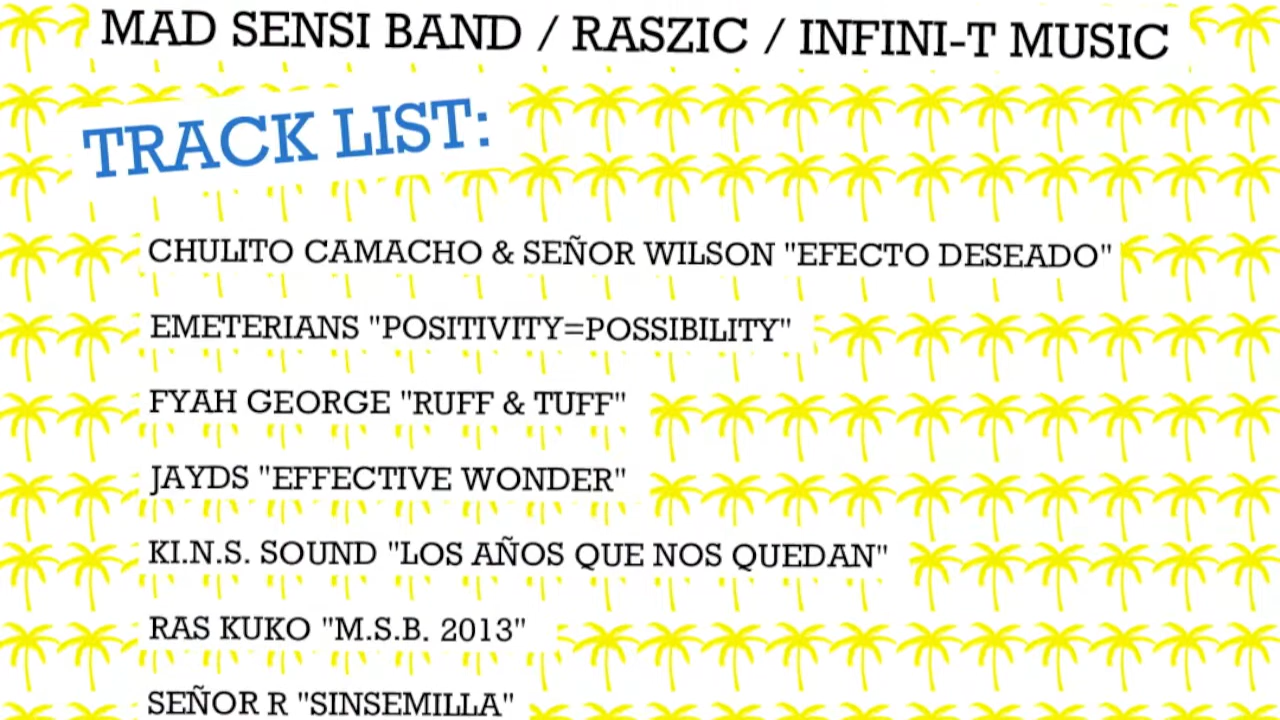 MAD SENSI BAND / RASZIC / INFINI-T MUSIC
TRACK LIST:
CHULITO CAMACHO & SEÑOR WILSON "EFECTO DESEADO"
EMETERIANS "POSITIVITY=POSSIBILITY"
FYAH GEORGE "RUFF & TUFF"
JAYDS "EFFECTIVE WONDER"
KI.N.S. SOUND "LOS AÑOS QUE NOS QUEDAN"
RAS KUKO "M.S.B. 2013"
SEÑOR R "SINSEMILLA"